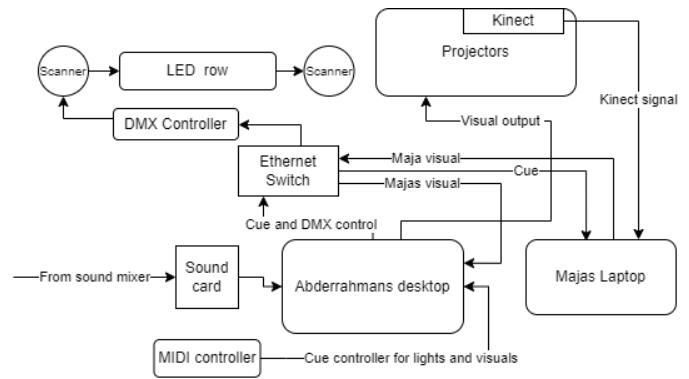 Kinect
Projectors
Scanner
LED row
Scanner
Kinect signal
DMX Controller
Visual output
Ethernet
Switch
Maja visual
Cue
Majas visual
Cue and DMX control
From sound mixer
Sound
card
Abderrahmans desktop
Majas Laptop
MIDI controller
Cue controller for lights and visuals